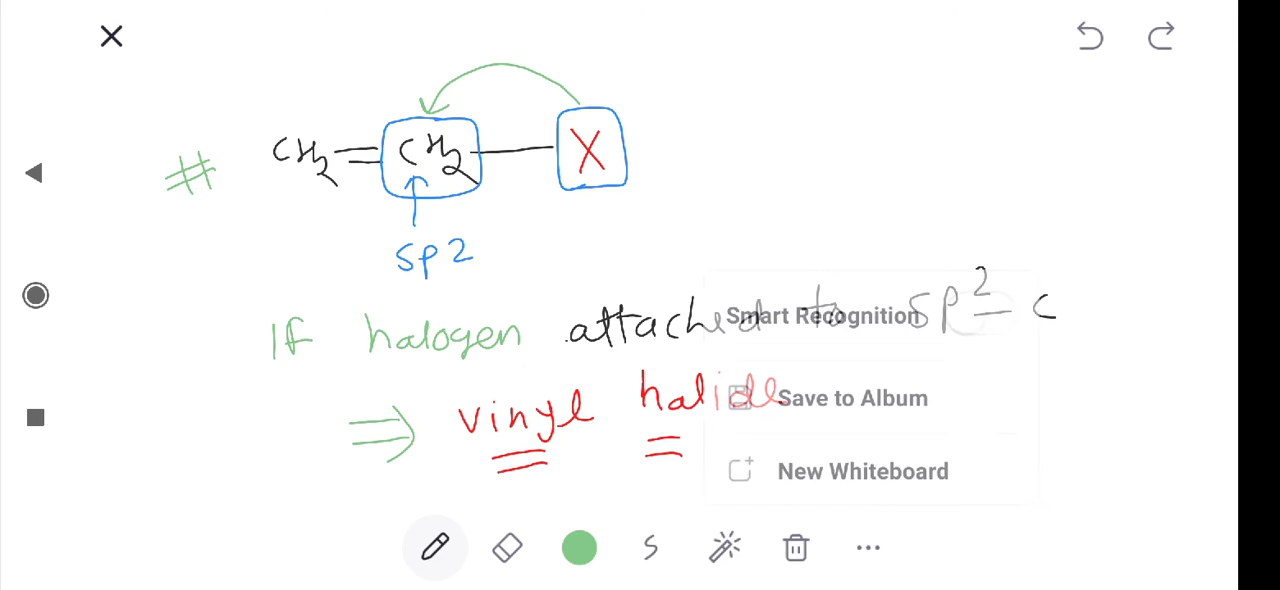 # CH2=CH2—X
sp2
If halogen attached to sp2 – c
⇒ vinyl halide
Smart Recognition
Save to Album
New Whiteboard